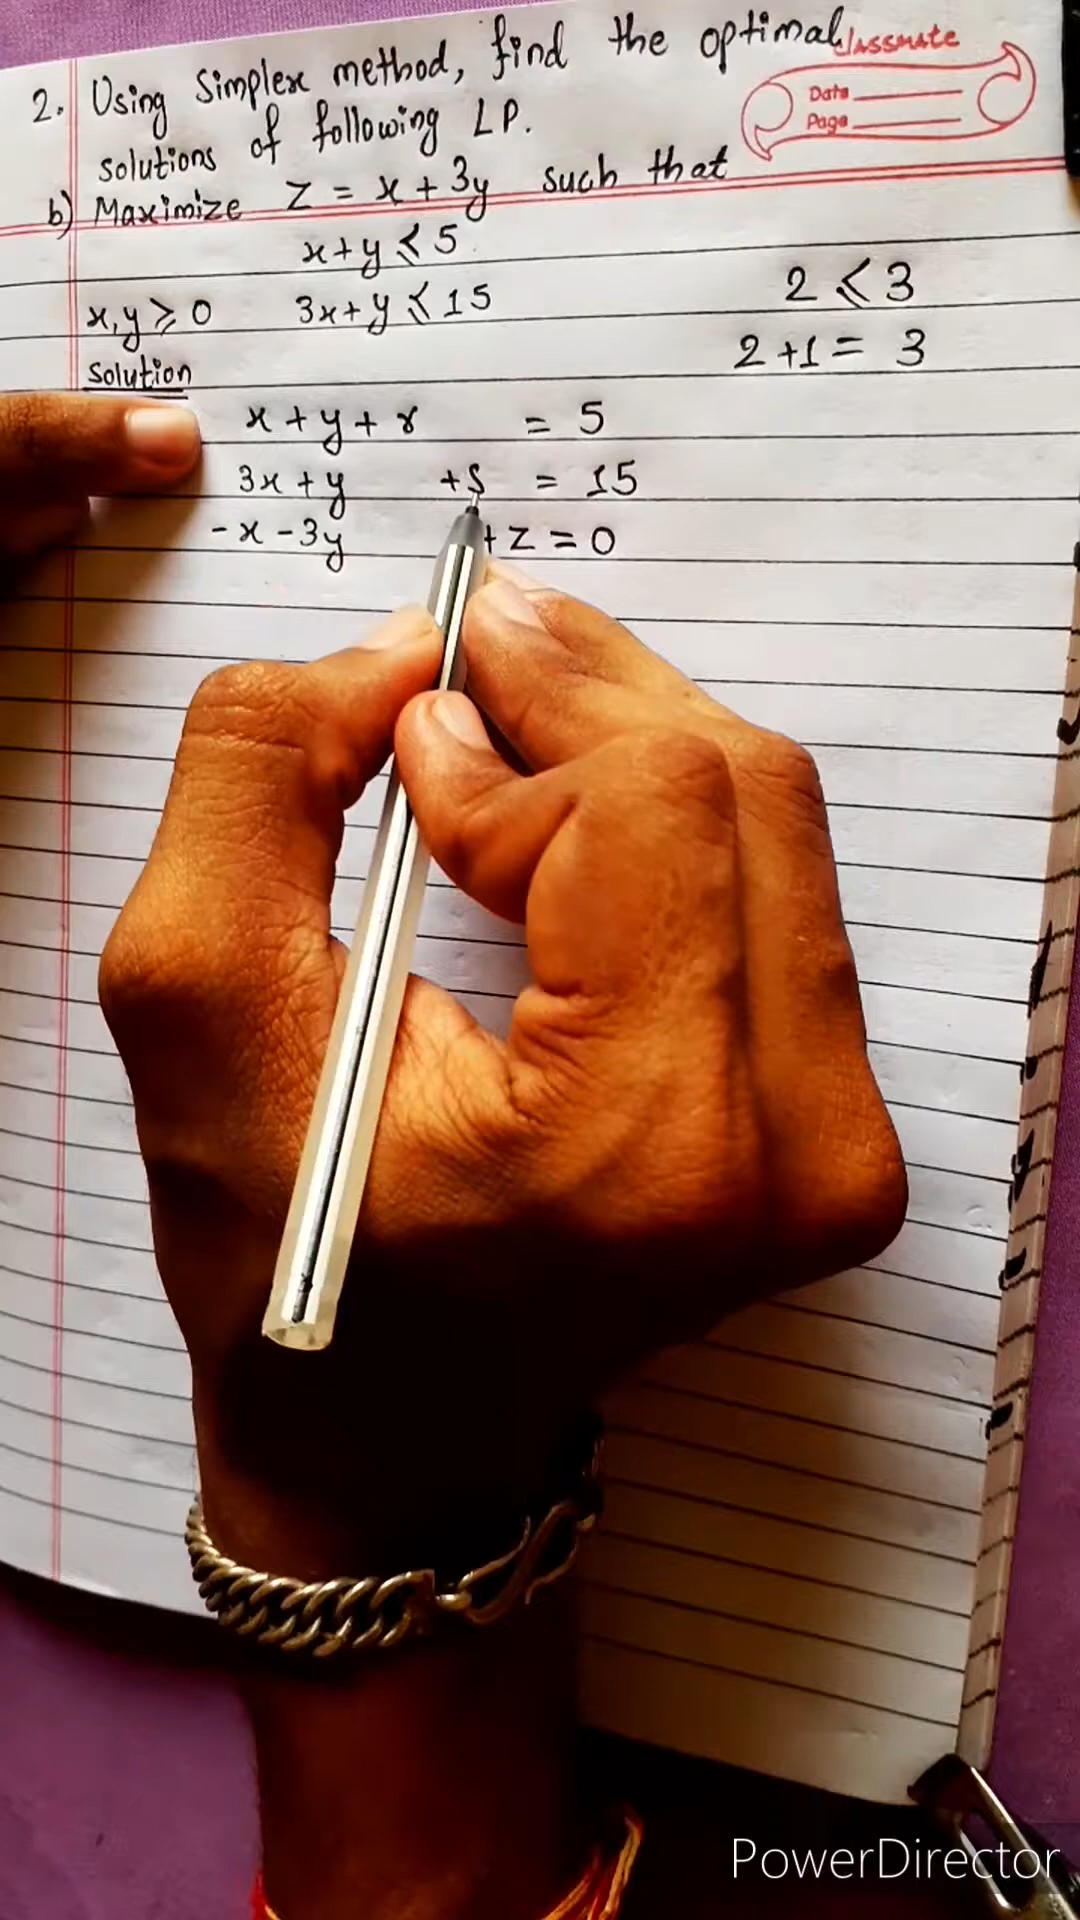 2. Using Simplex method, find the optimal
classmate
Date
Page
solutions of following LP.
b) Maximize Z = x + 3y such that
x+y ⩽ 5
x,y ⩾ 0 3x+y ⩽ 15
2 ⩽ 3
2 +1 = 3
Solution
x + y + r = 5
3x + y +s = 15
-x - 3y + z = 0
PowerDirector